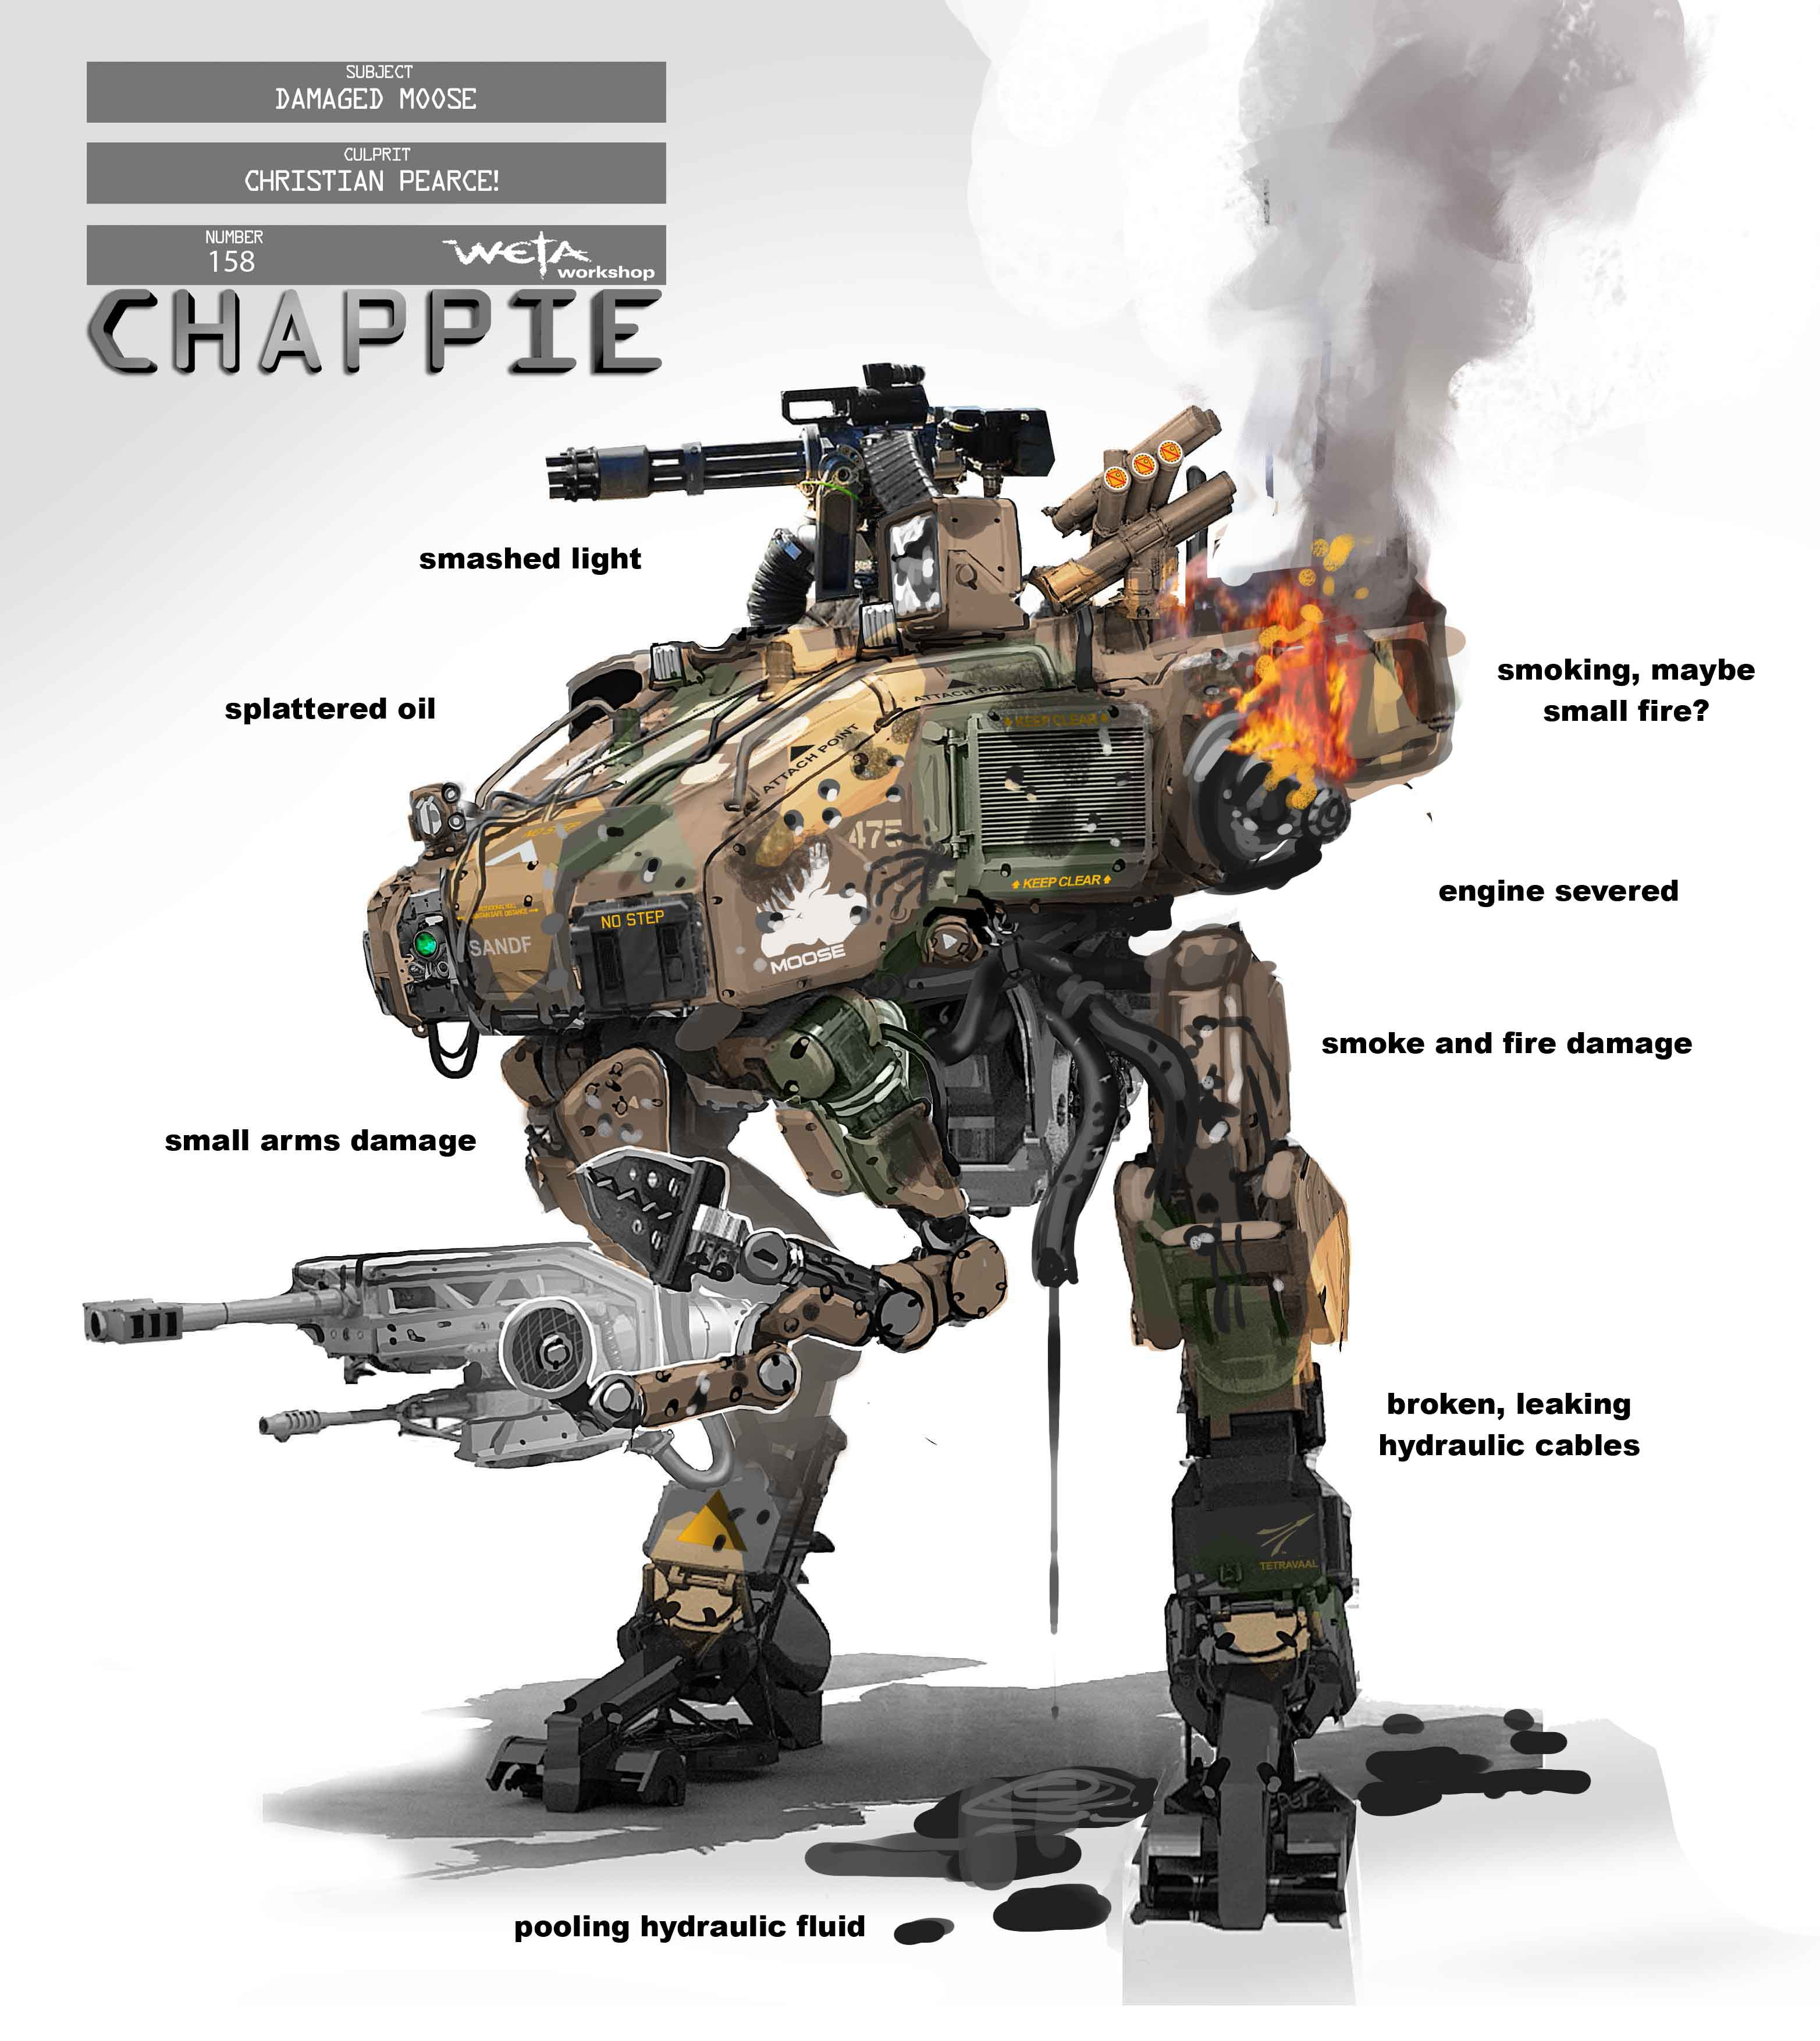 SUBJECT
DAMAGED MOOSE
CULPRIT
CHRISTIAN PEARCE!
NUMBER
158
WETA
workshop
CHAPPIE
smashed light
splattered oil
smoking, maybe
small fire?
ATTACH POINT
ATTACH POINT
KEEP CLEAR
475
KEEP CLEAR
engine severed
NO STEP
SANDF
MOOSE
smoke and fire damage
small arms damage
broken, leaking
hydraulic cables
TETRAVAAL
pooling hydraulic fluid